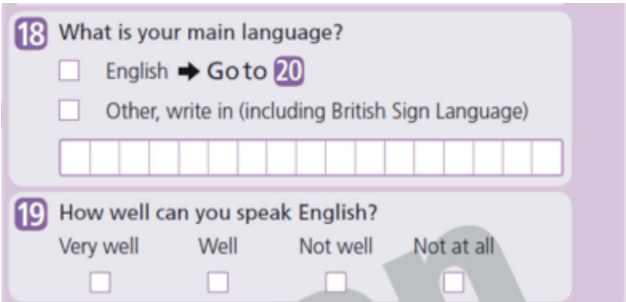 18 What is your main language?
English ➡ Go to 20
Other, write in (including British Sign Language)
19 How well can you speak English?
Very well Well Not well Not at all